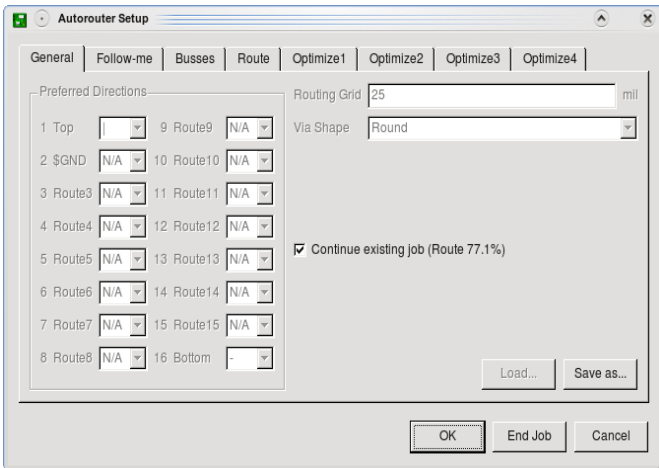 Autorouter Setup
General Follow-me Busses Route Optimize1 Optimize2 Optimize3 Optimize4
Preferred Directions
1 Top | 9 Route9 N/A
2 $GND N/A 10 Route10 N/A
3 Route3 N/A 11 Route11 N/A
4 Route4 N/A 12 Route12 N/A
5 Route5 N/A 13 Route13 N/A
6 Route6 N/A 14 Route14 N/A
7 Route7 N/A 15 Route15 N/A
8 Route8 N/A 16 Bottom -
Routing Grid 25 mil
Via Shape Round
Continue existing job (Route 77.1%)
Load... Save as...
OK End Job Cancel